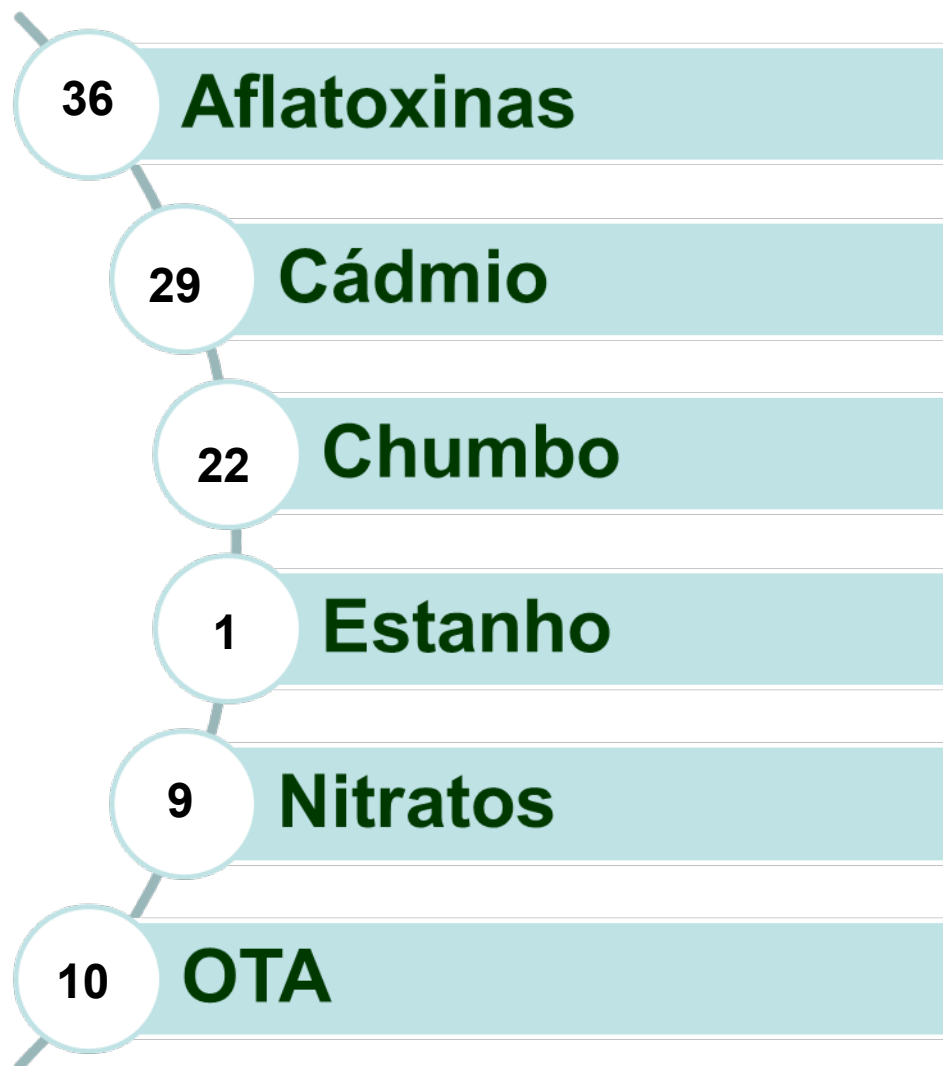 36 Aflatoxinas
29 Cádmio
22 Chumbo
1 Estanho
9 Nitratos
10 OTA